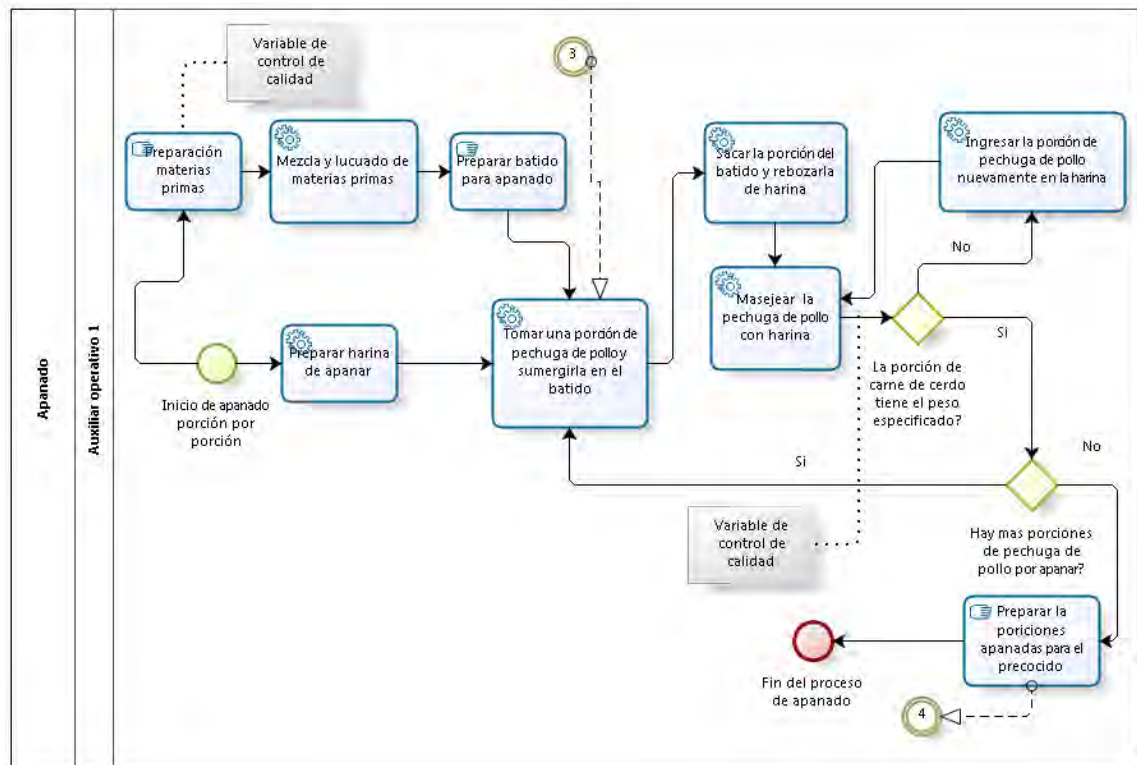 Apanado
Auxiliar operativo 1
Variable de
control de
calidad
3
Preparación
materias
primas
Mezcla y lucuado de
materias primas
Preparar batido
para apanado
Sacar la porción del
batido y rebozarla
de harina
Ingresar la porción de
pechuga de pollo
nuevamente en la harina
No
Masejear la
pechuga de pollo
con harina
Si
La porción de
carne de cerdo
tiene el peso
especificado?
Inicio de apanado
porción por
porción
Preparar harina
de apanar
Tomar una porción de
pechuga de pollo y
sumergirla en el
batido
Si
No
Hay mas porciones
de pechuga de
pollo por apanar?
Variable de
control de
calidad
Preparar la
poriciones
apanadas para el
precocido
Fin del proceso
de apanado
4